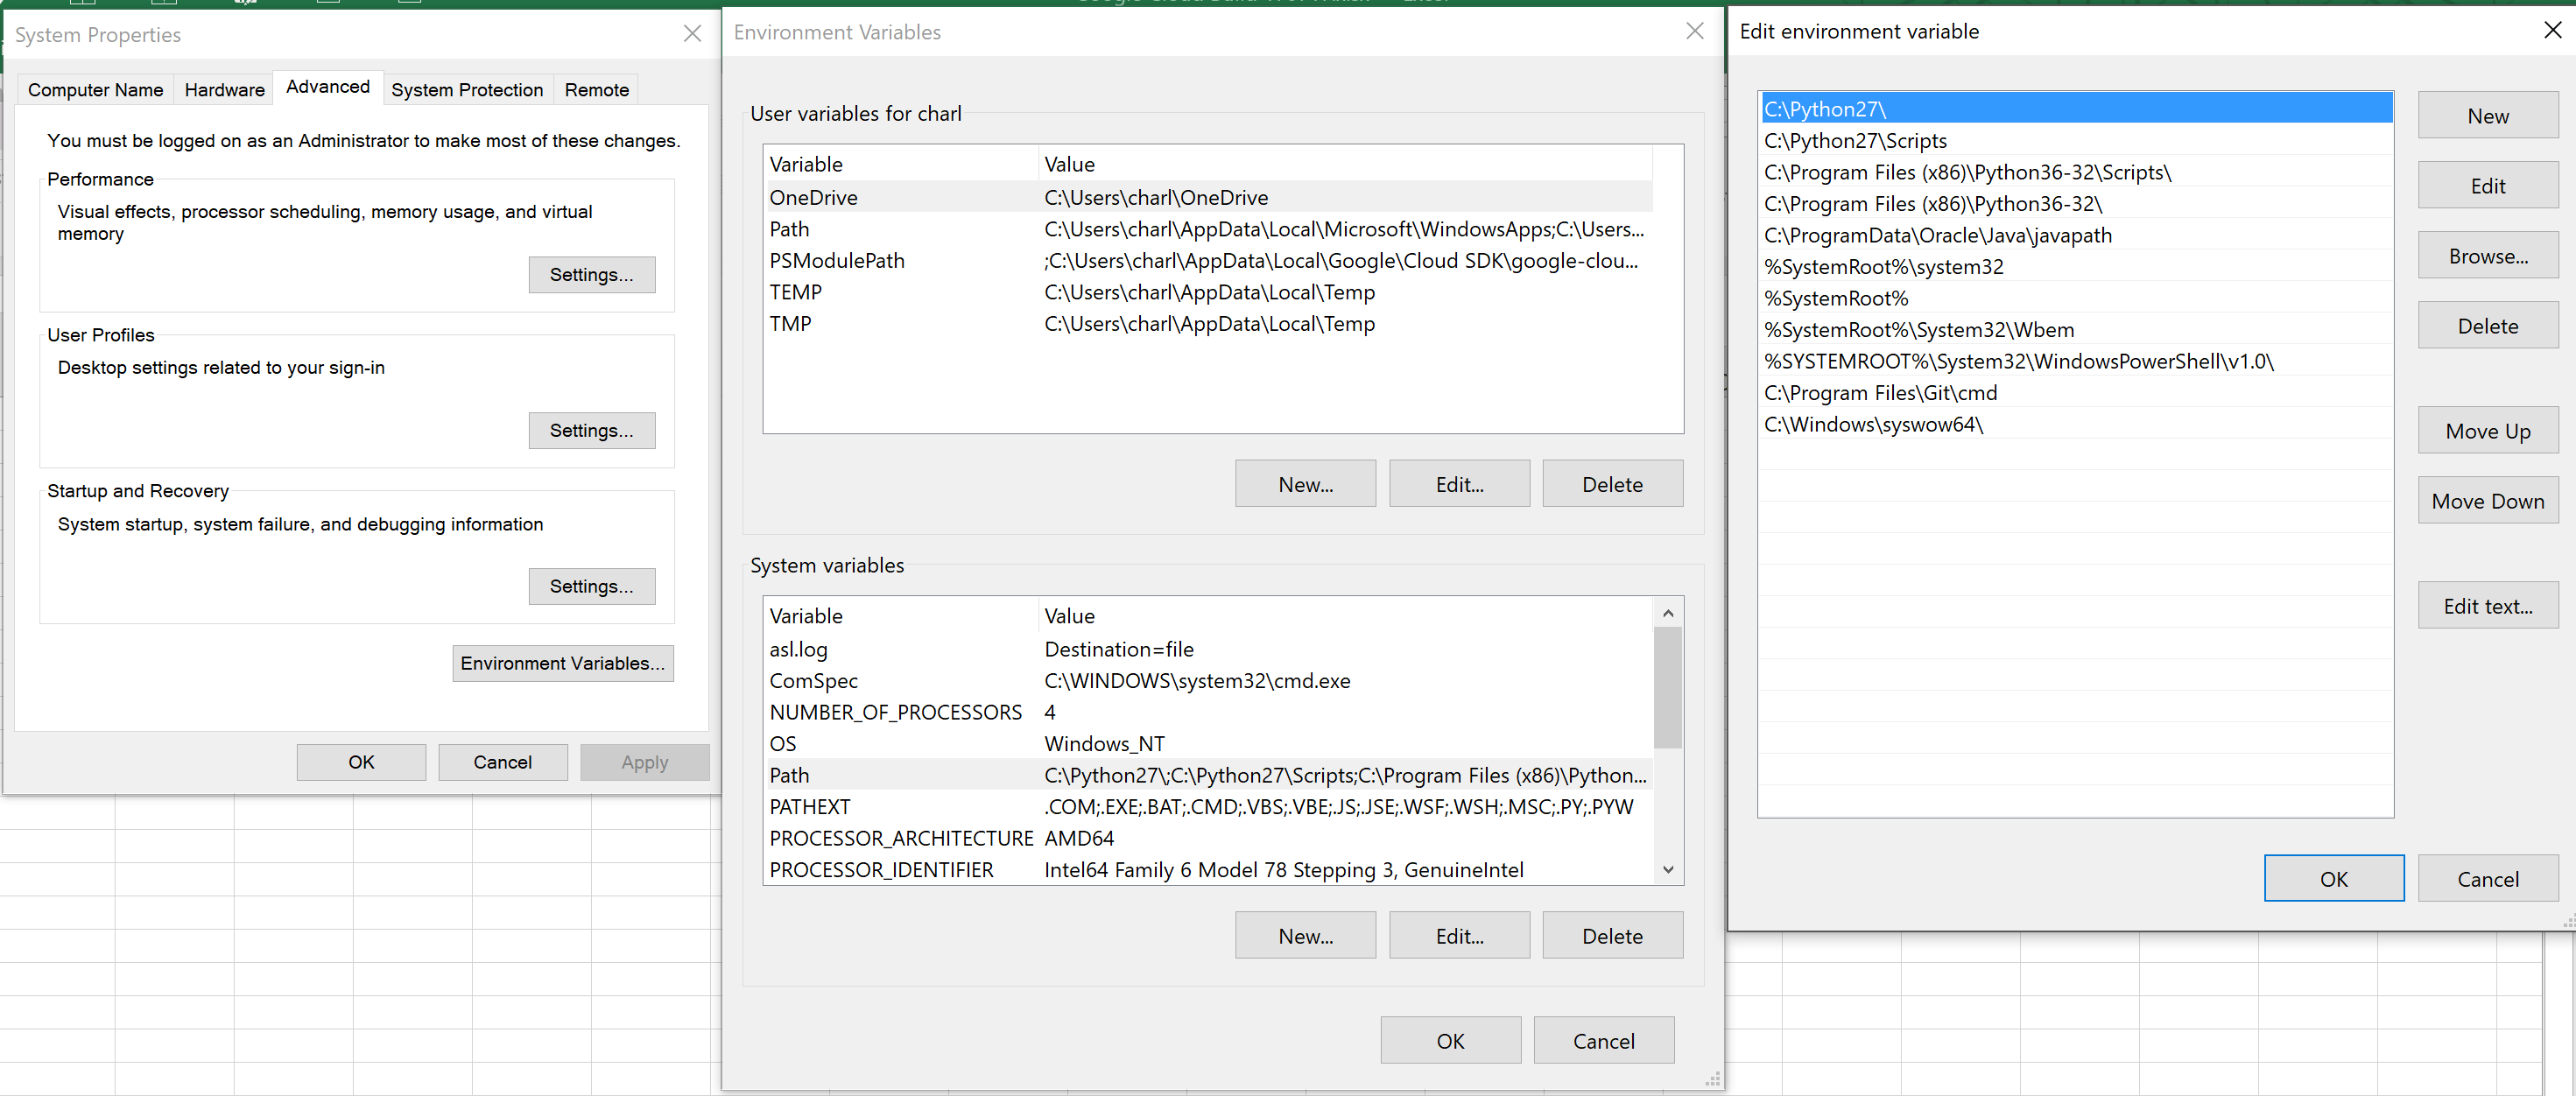 System Properties
Computer Name
Hardware
Advanced
System Protection
Remote
You must be logged on as an Administrator to make most of these changes.
Performance
Visual effects, processor scheduling, memory usage, and virtual
memory
Settings...
User Profiles
Desktop settings related to your sign-in
Settings...
Startup and Recovery
System startup, system failure, and debugging information
Settings...
Environment Variables...
OK
Cancel
Apply
Environment Variables
User variables for charl
Variable Value
OneDrive C:\Users\charl\OneDrive
Path C:\Users\charl\AppData\Local\Microsoft\WindowsApps;C:\Users...
PSModulePath ;C:\Users\charl\AppData\Local\Google\Cloud SDK\google-clou...
TEMP C:\Users\charl\AppData\Local\Temp
TMP C:\Users\charl\AppData\Local\Temp
New...
Edit...
Delete
System variables
Variable Value
asl.log Destination=file
ComSpec C:\WINDOWS\system32\cmd.exe
NUMBER_OF_PROCESSORS 4
OS Windows_NT
Path C:\Python27\;C:\Python27\Scripts;C:\Program Files (x86)\Python...
PATHEXT .COM;.EXE;.BAT;.CMD;.VBS;.VBE;.JS;.JSE;.WSF;.WSH;.MSC;.PY;.PYW
PROCESSOR_ARCHITECTURE AMD64
PROCESSOR_IDENTIFIER Intel64 Family 6 Model 78 Stepping 3, GenuineIntel
New...
Edit...
Delete
OK
Cancel
Edit environment variable
C:\Python27\
C:\Python27\Scripts
C:\Program Files (x86)\Python36-32\Scripts\
C:\Program Files (x86)\Python36-32\
C:\ProgramData\Oracle\Java\javapath
%SystemRoot%\system32
%SystemRoot%
%SystemRoot%\System32\Wbem
%SYSTEMROOT%\System32\WindowsPowerShell\v1.0\
C:\Program Files\Git\cmd
C:\Windows\syswow64\
New
Edit
Browse...
Delete
Move Up
Move Down
Edit text...
OK
Cancel